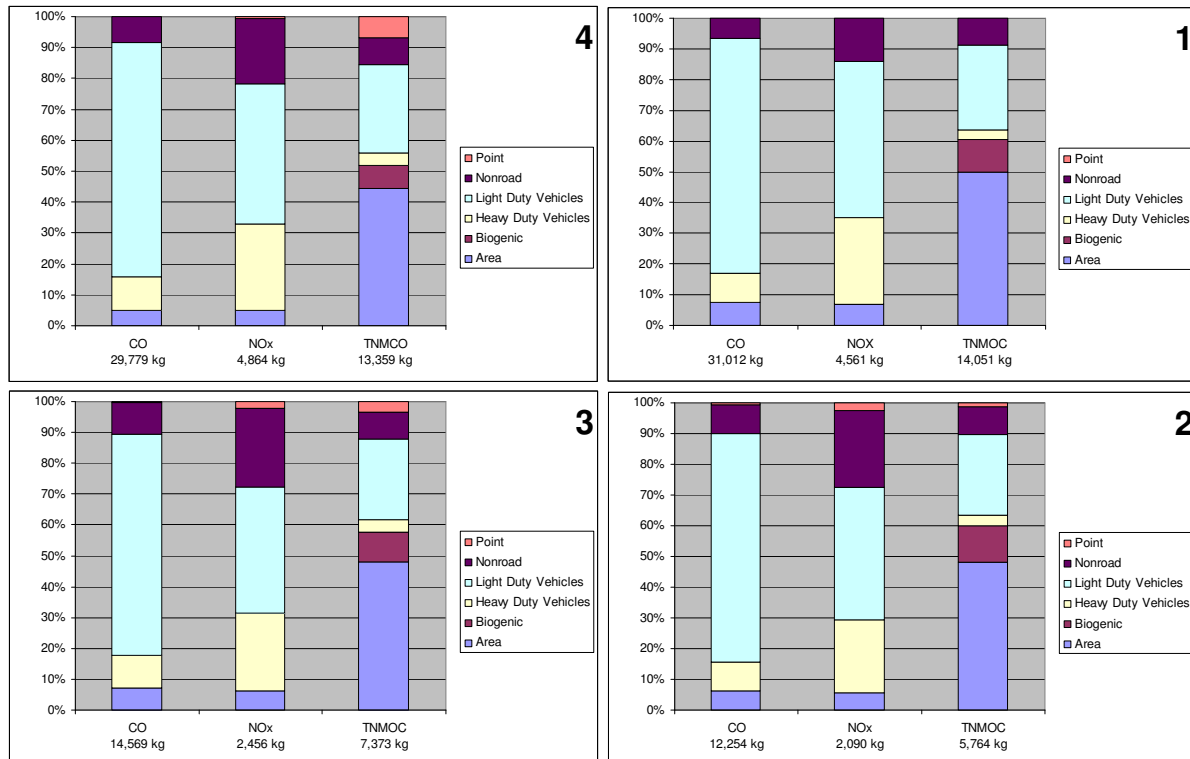 4
100%
90%
80%
70%
60%
50%
40%
30%
20%
10%
0%
CO NOx TNMCO
29,779 kg 4,864 kg 13,359 kg
Point
Nonroad
Light Duty Vehicles
Heavy Duty Vehicles
Biogenic
Area
1
100%
90%
80%
70%
60%
50%
40%
30%
20%
10%
0%
CO NOX TNMOC
31,012 kg 4,561 kg 14,051 kg
Point
Nonroad
Light Duty Vehicles
Heavy Duty Vehicles
Biogenic
Area
3
100%
90%
80%
70%
60%
50%
40%
30%
20%
10%
0%
CO NOx TNMOC
14,569 kg 2,456 kg 7,373 kg
Point
Nonroad
Light Duty Vehicles
Heavy Duty Vehicles
Biogenic
Area
2
100%
90%
80%
70%
60%
50%
40%
30%
20%
10%
0%
CO NOx TNMOC
12,254 kg 2,090 kg 5,764 kg
Point
Nonroad
Light Duty Vehicles
Heavy Duty Vehicles
Biogenic
Area